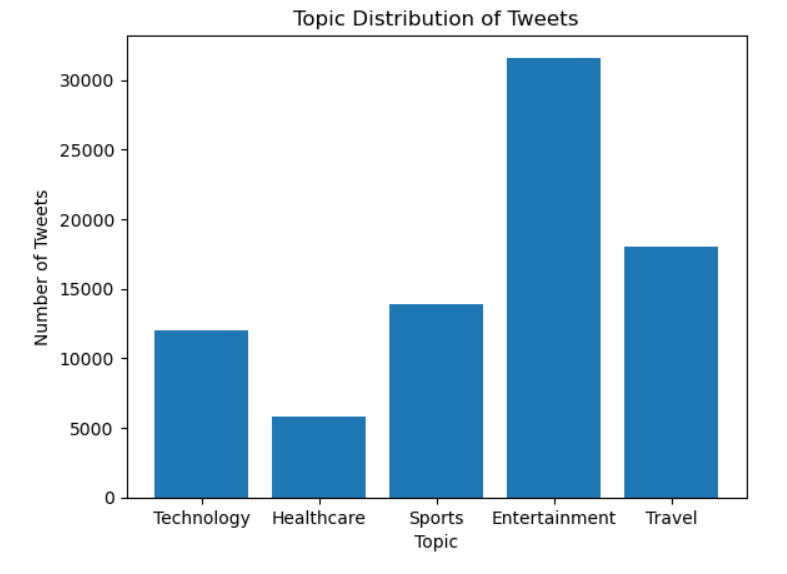 Topic Distribution of Tweets
30000
25000
20000
15000
10000
5000
0
Number of Tweets
Technology Healthcare Sports Entertainment Travel
Topic